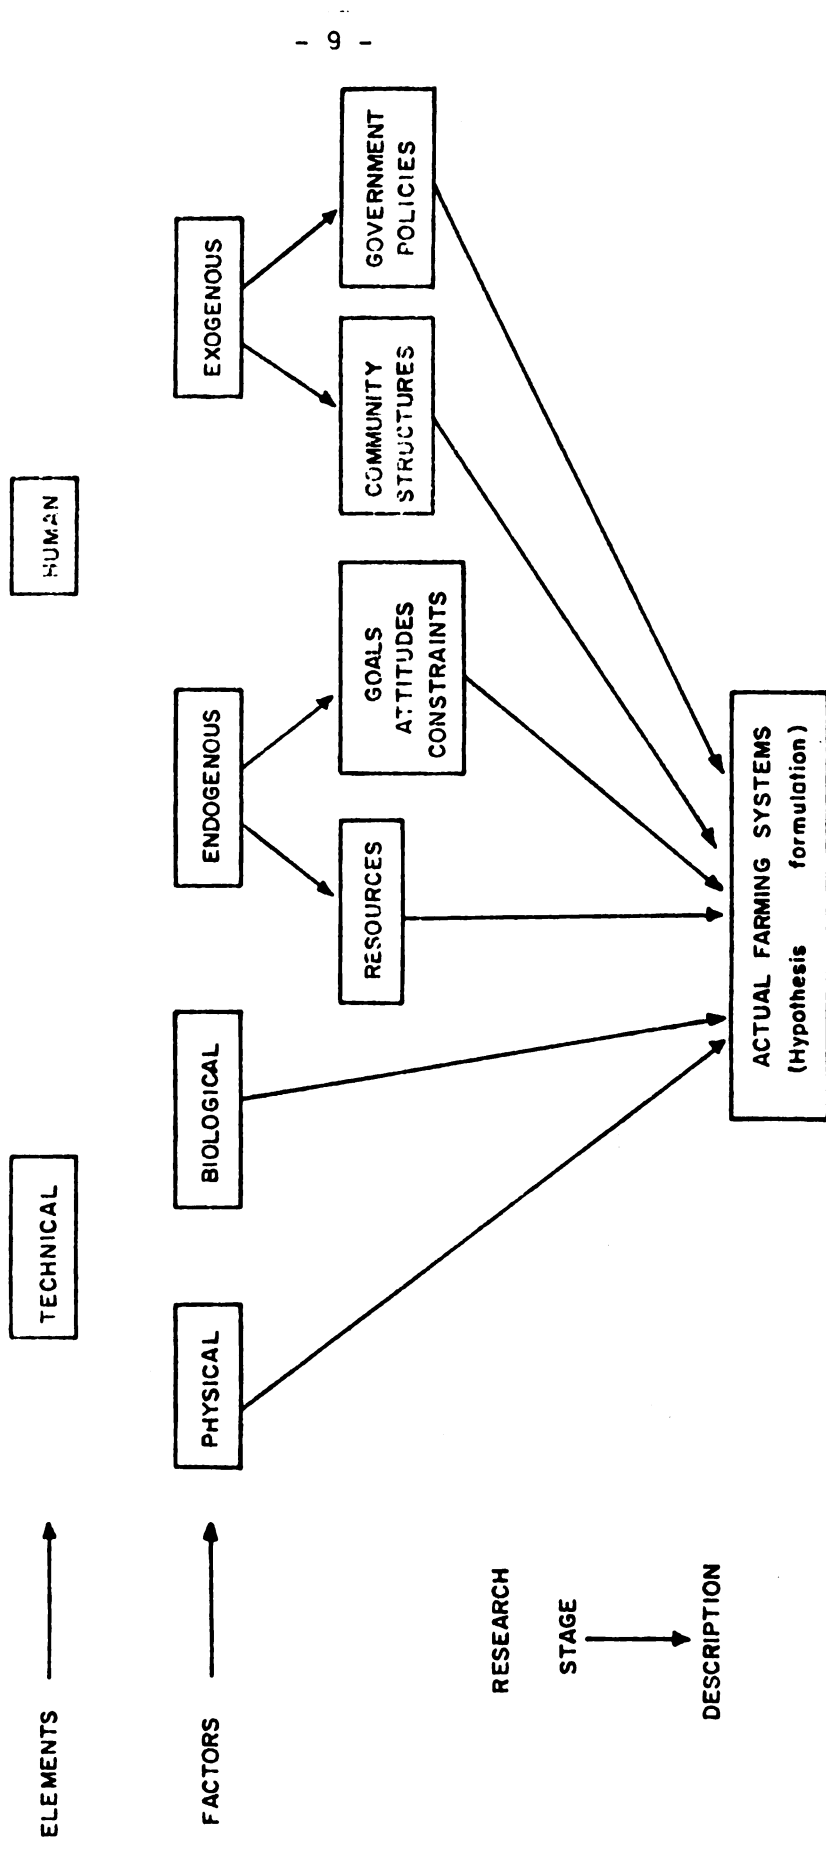 - 9 -
ELEMENTS
TECHNICAL
HUMAN
FACTORS
PHYSICAL
BIOLOGICAL
ENDOGENOUS
EXOGENOUS
RESOURCES
GOALS
ATTITUDES
CONSTRAINTS
COMMUNITY
STRUCTURES
GOVERNMENT
POLICIES
RESEARCH
STAGE
DESCRIPTION
ACTUAL FARMING SYSTEMS
(Hypothesis formulation)